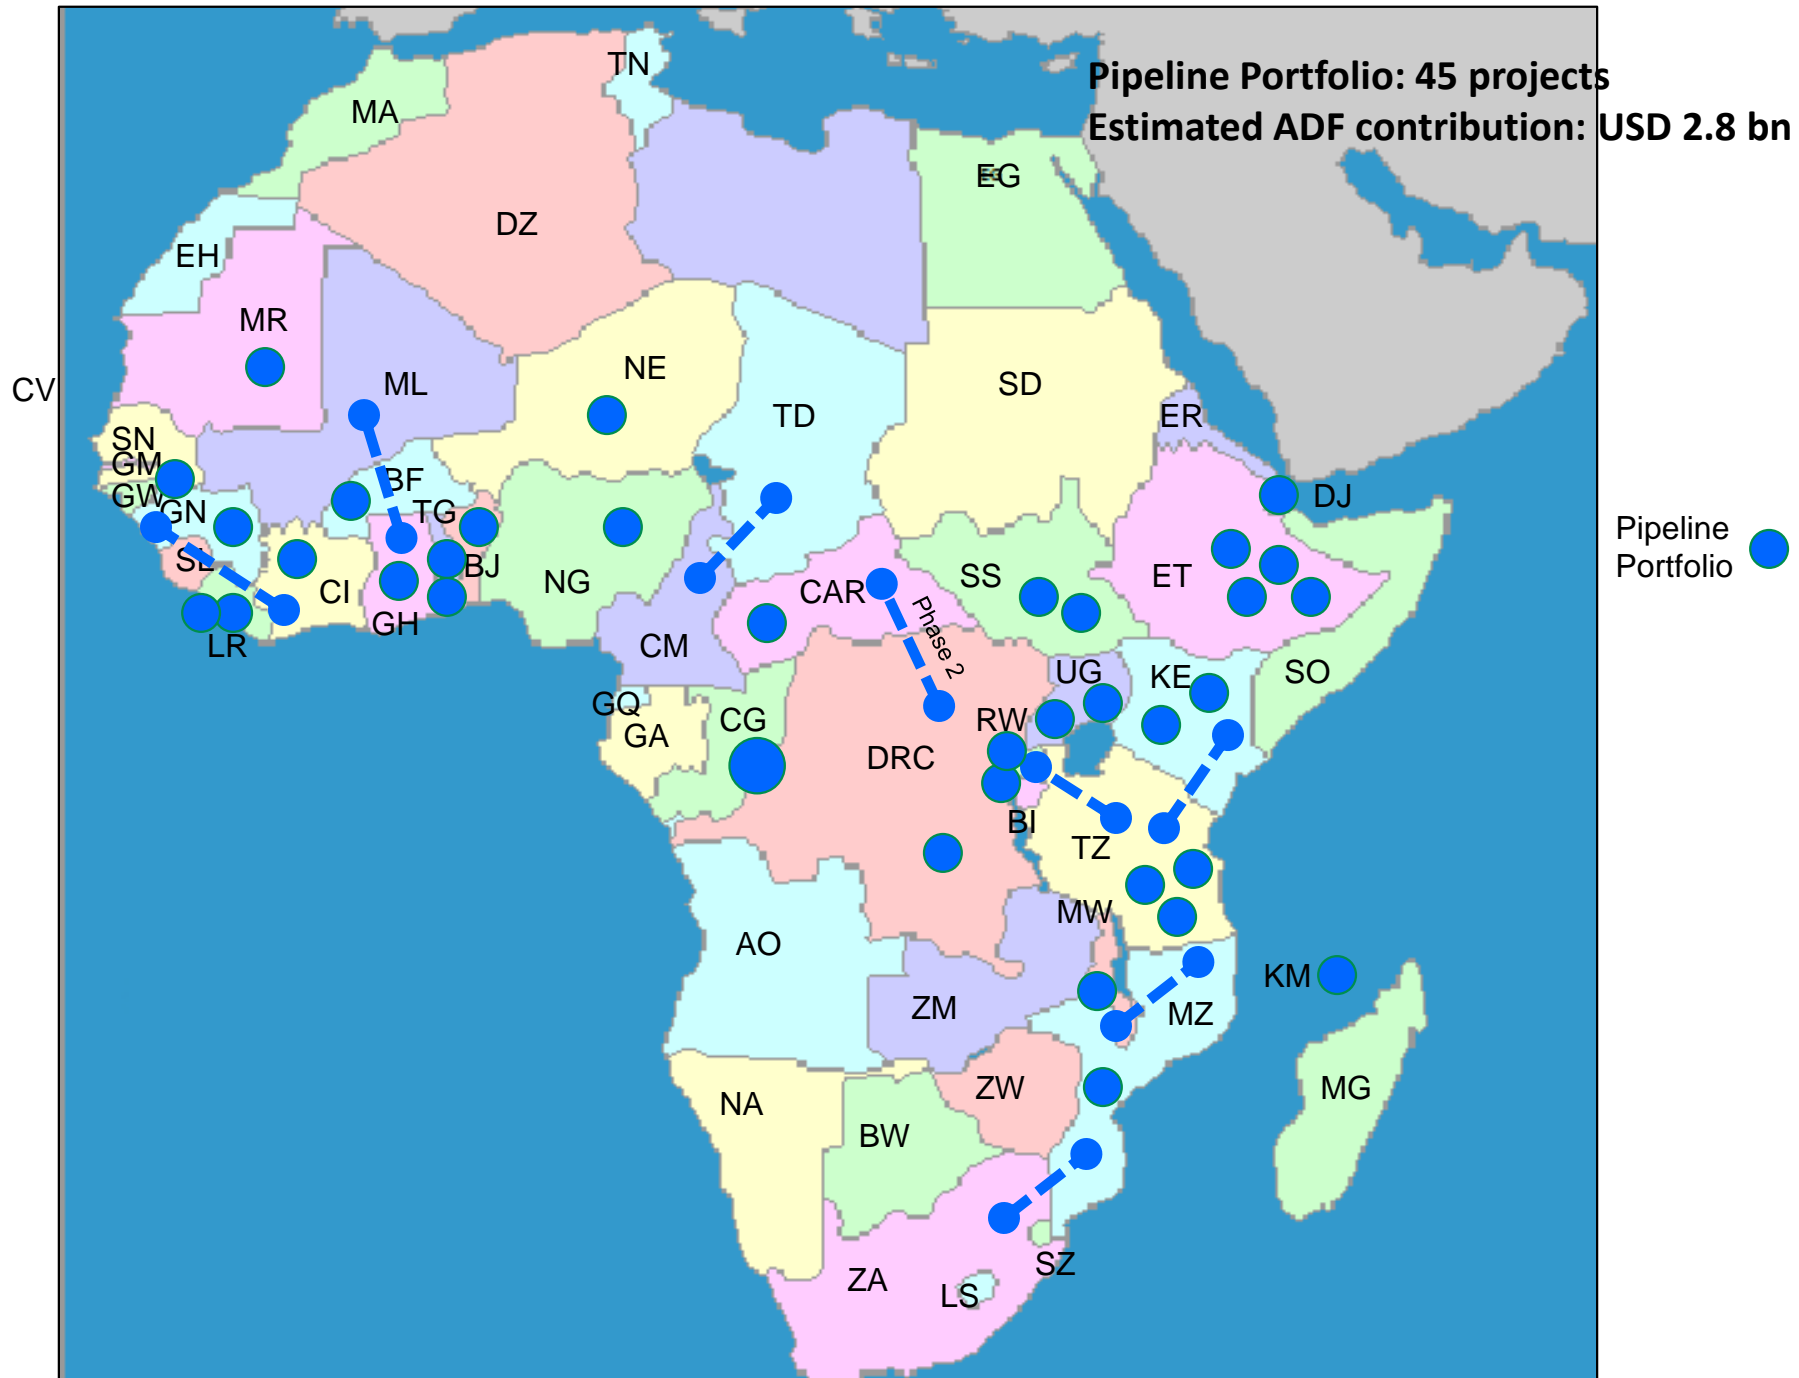 TN
Pipeline Portfolio: 45 projects
MA
Estimated ADF contribution: USD 2.8 bn
EG
DZ
EH
MR
NE
ML
SD
CV
TD
ER
SN
GM
BF
GW
GN
TG
DJ
Pipeline
Portfolio
SL
BJ
NG
CI
CAR
SS
ET
GH
Phase 2
LR
CM
UG
KE
SO
GQ
GA
CG
RW
DRC
BI
TZ
MW
AO
KM
ZM
MZ
ZW
MG
NA
BW
SZ
ZA
LS